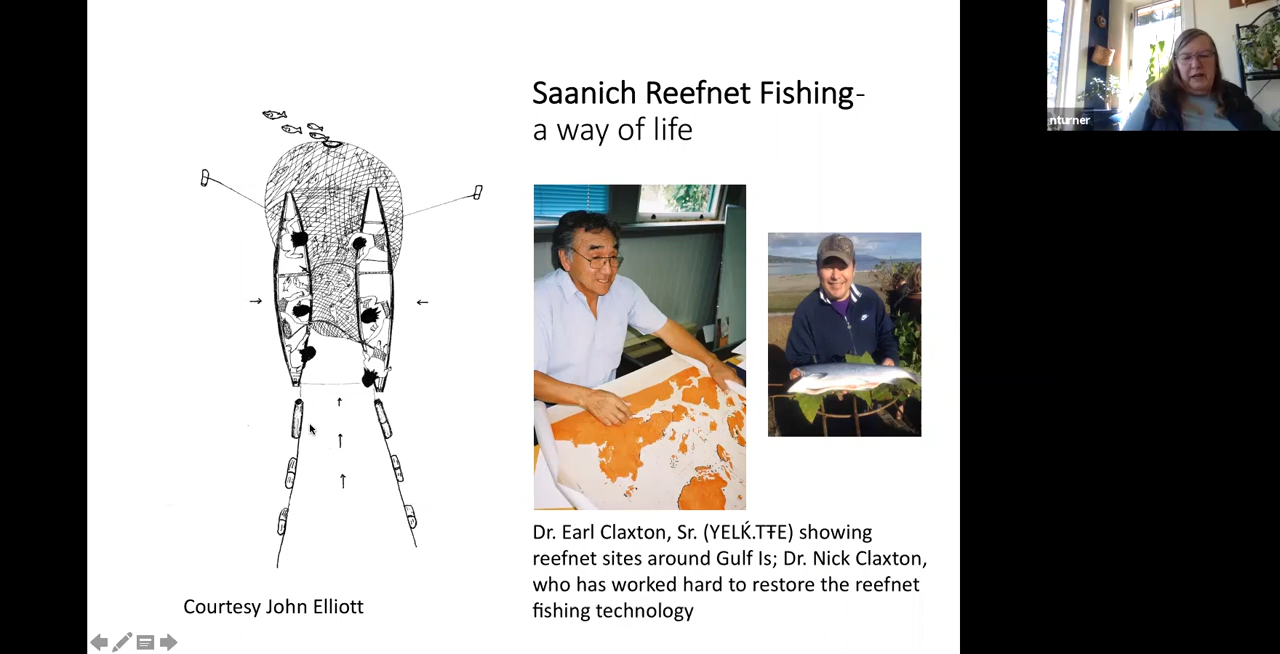 Saanich Reefnet Fishing-
a way of life
nturner
Dr. Earl Claxton, Sr. (YELḰ.TŦE) showing
reefnet sites around Gulf Is; Dr. Nick Claxton,
who has worked hard to restore the reefnet
fishing technology
Courtesy John Elliott